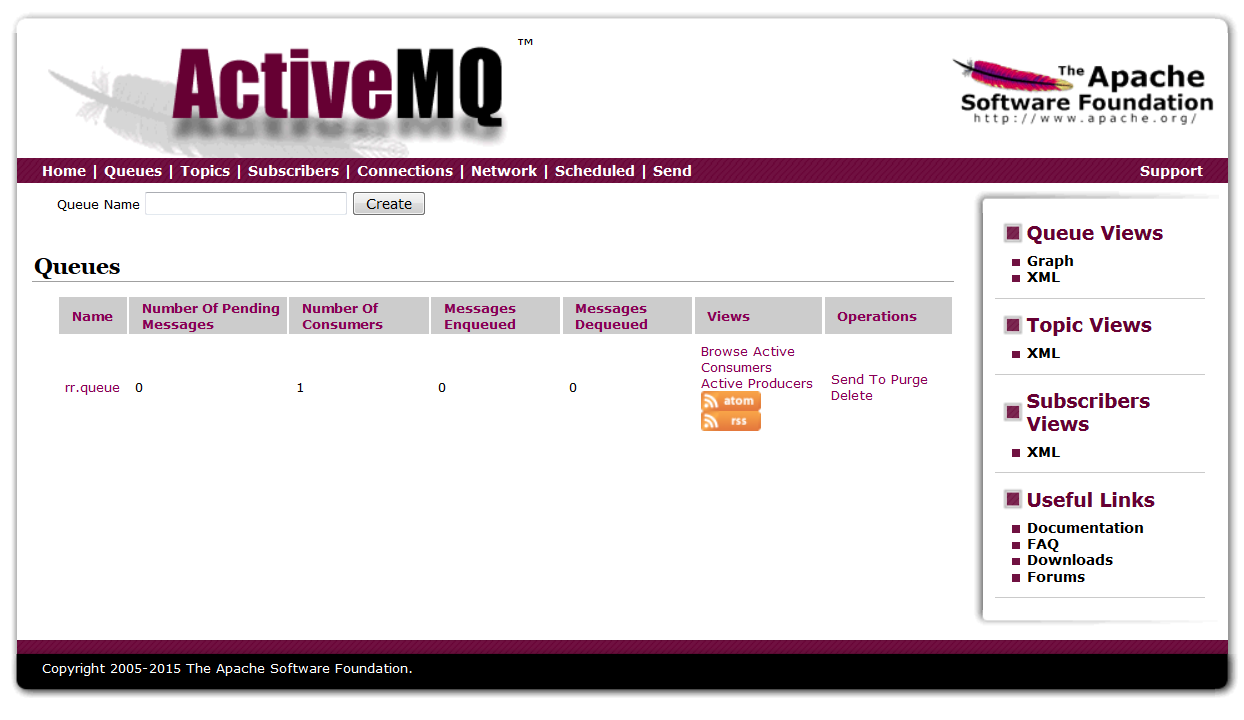 ActiveMQ ™
The Apache
Software Foundation
http://www.apache.org/
Home | Queues | Topics | Subscribers | Connections | Network | Scheduled | Send
Support
Queue Name Create
Queues
Name
Number Of Pending
Messages
Number Of
Consumers
Messages
Enqueued
Messages
Dequeued
Views
Operations
rr.queue 0 1 0 0
Browse Active
Consumers
Active Producers
atom
rss
Send To Purge
Delete
Queue Views
Graph
XML
Topic Views
XML
Subscribers
Views
XML
Useful Links
Documentation
FAQ
Downloads
Forums
Copyright 2005-2015 The Apache Software Foundation.